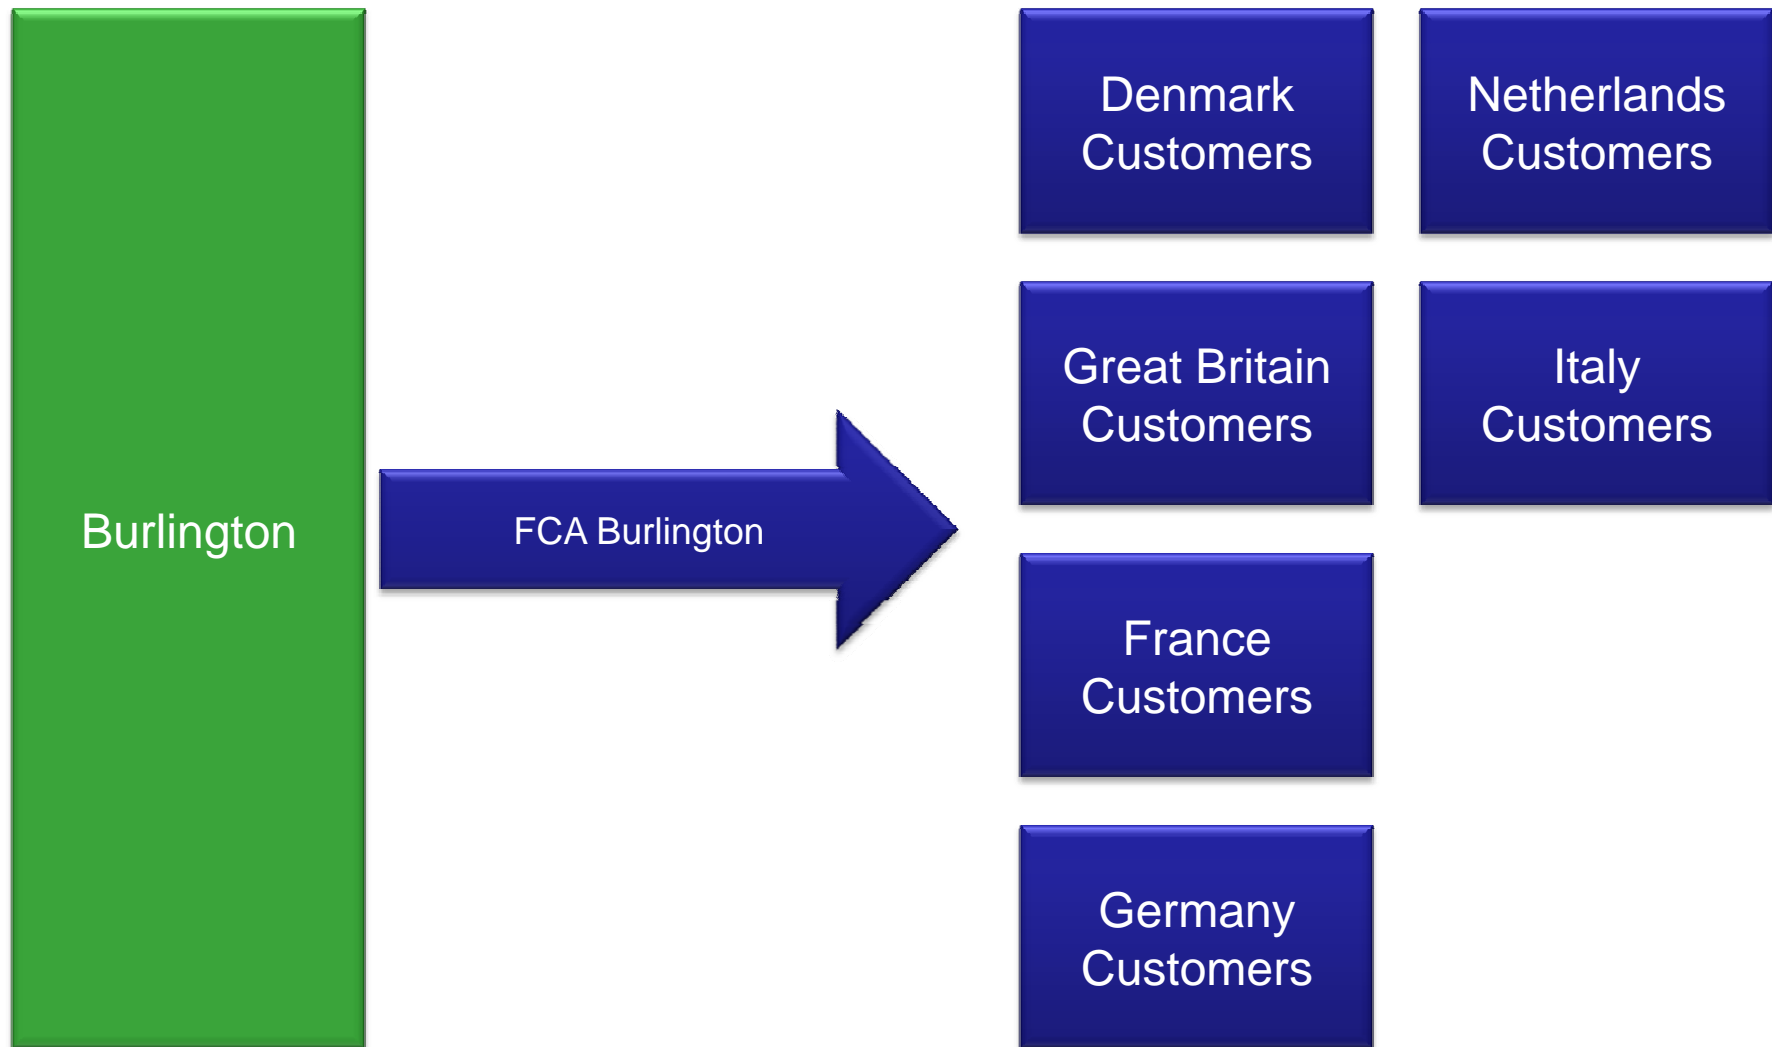 Burlington
FCA Burlington
Denmark
Customers
Netherlands
Customers
Great Britain
Customers
Italy
Customers
France
Customers
Germany
Customers